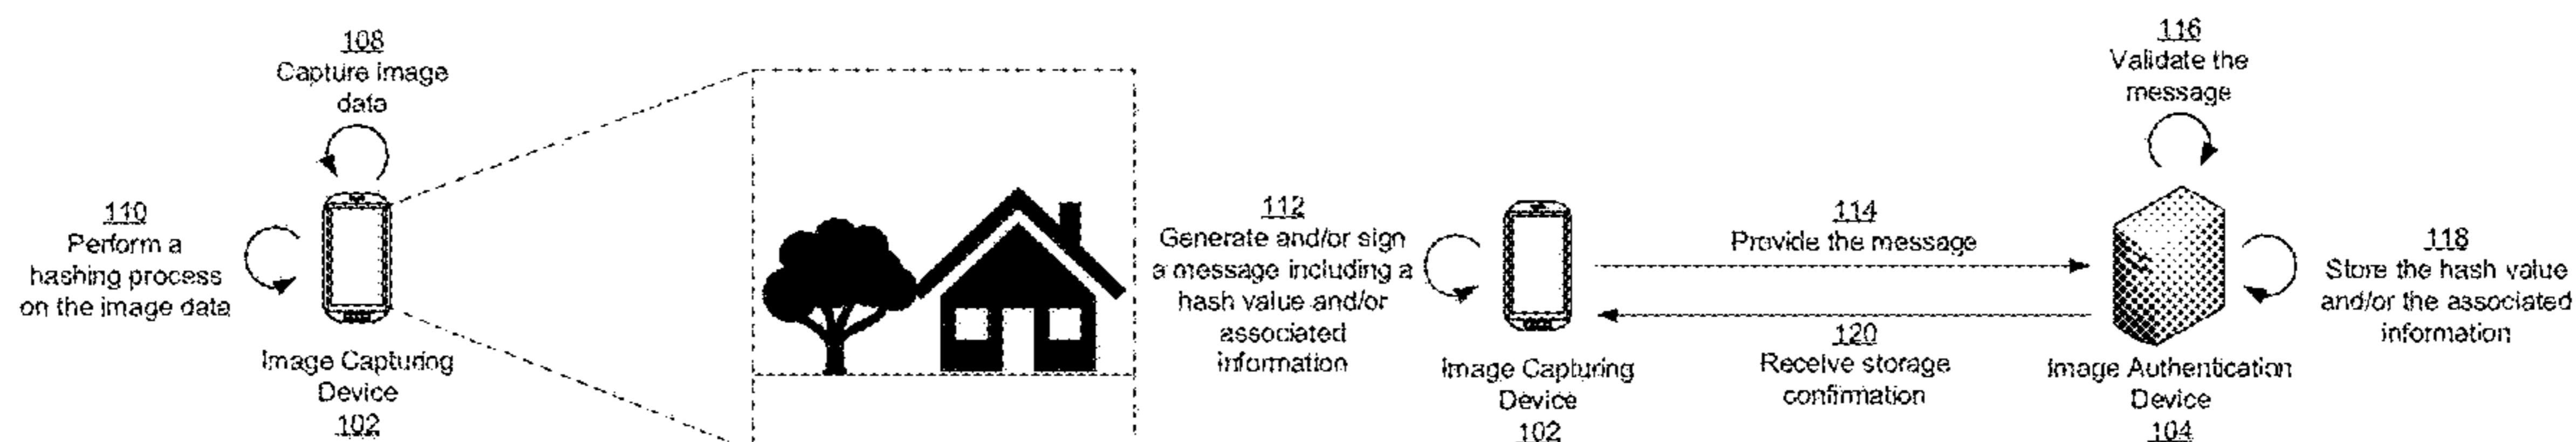 108
Capture image
data
110
Perform a
hashing process
on the image data
Image Capturing
Device
102
112
Generate and/or sign
a message including a
hash value and/or
associated
information
Image Capturing
Device
102
114
Provide the message
120
Receive storage
confirmation
116
Validate the
message
118
Store the hash value
and/or the associated
information
Image Authentication
Device
104